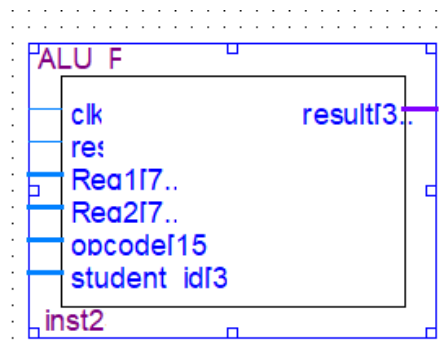 ALU_F
clk
res
result[3..
Reg1[7..
Reg2[7..
opcode[15
student_id[3
inst2